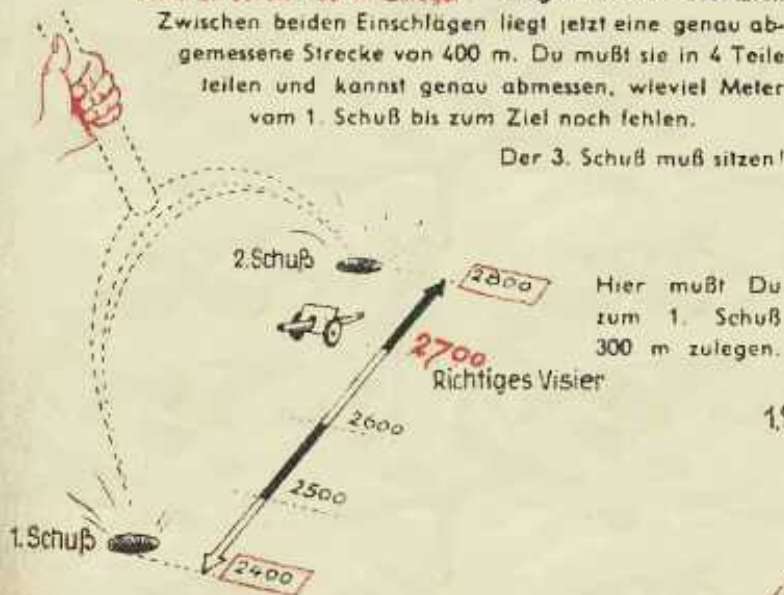 Zwischen beiden Einschlägen liegt jetzt eine genau ab-
gemessene Strecke von 400 m. Du mußt sie in 4 Teile
teilen und kannst genau abmessen, wieviel Meter
vom 1. Schuß bis zum Ziel noch fehlen.
Der 3. Schuß muß sitzen!
2. Schuß
2800
Hier mußt Du
zum 1. Schuß
300 m zulegen.
2700
Richtiges Visier
2600
2500
1. Schuß
2400